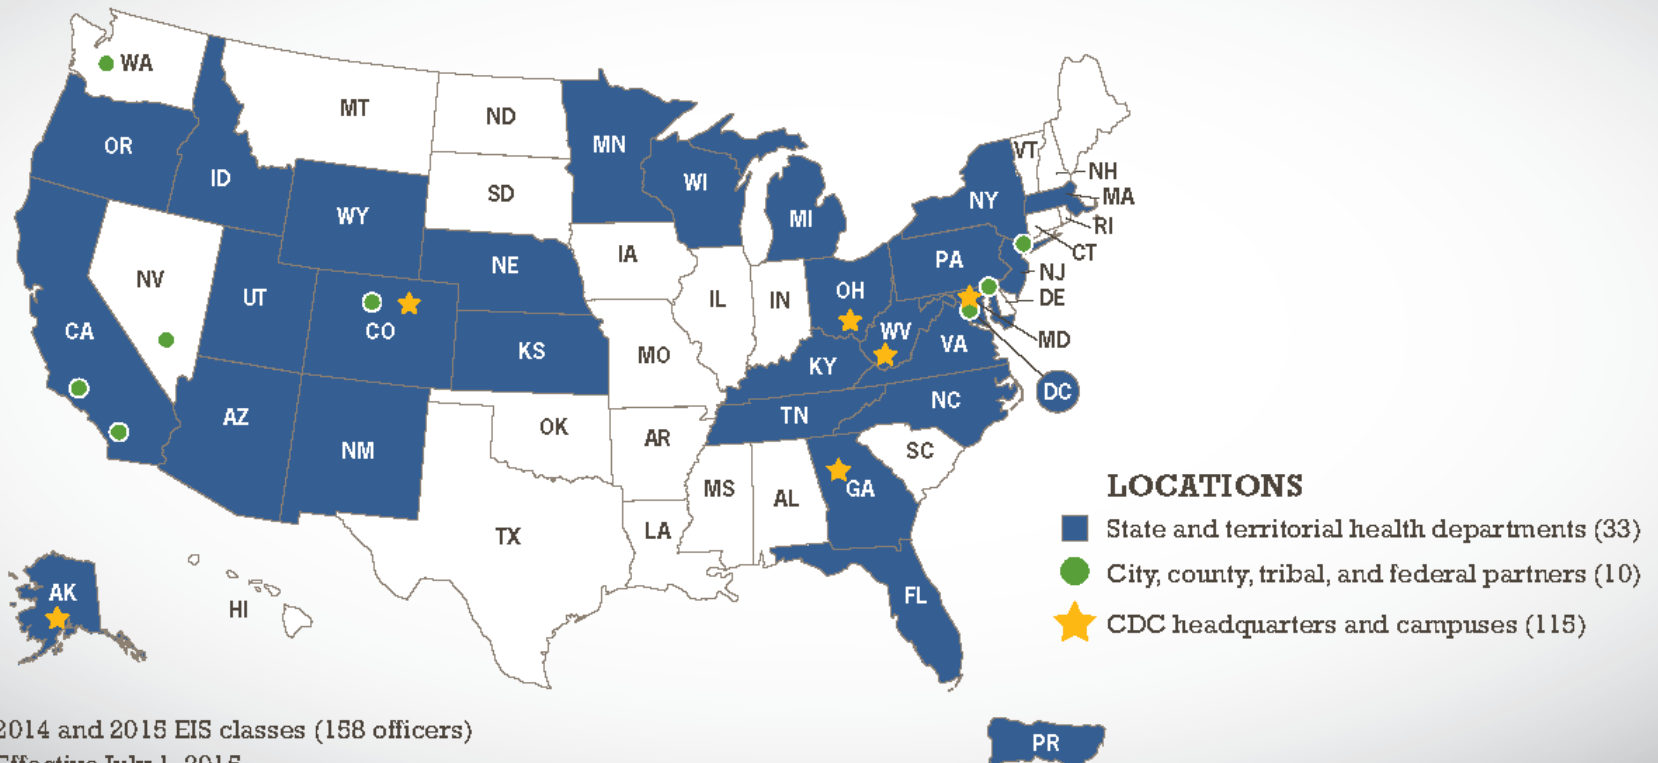 WA
MT
ND
MN
OR
ID
SD
WI
WY
MI
VT
NH
NY
MA
RI
CT
IA
NE
PA
NV
UT
IL
IN
OH
NJ
DE
CA
CO
KS
MO
WV
KY
VA
MD
DC
AZ
NM
OK
AR
TN
NC
SC
MS
AL
GA
TX
LA
FL
AK
HI
PR
LOCATIONS
State and territorial health departments (33)
City, county, tribal, and federal partners (10)
CDC headquarters and campuses (115)
2014 and 2015 EIS classes (158 officers)
Effective July 1, 2015